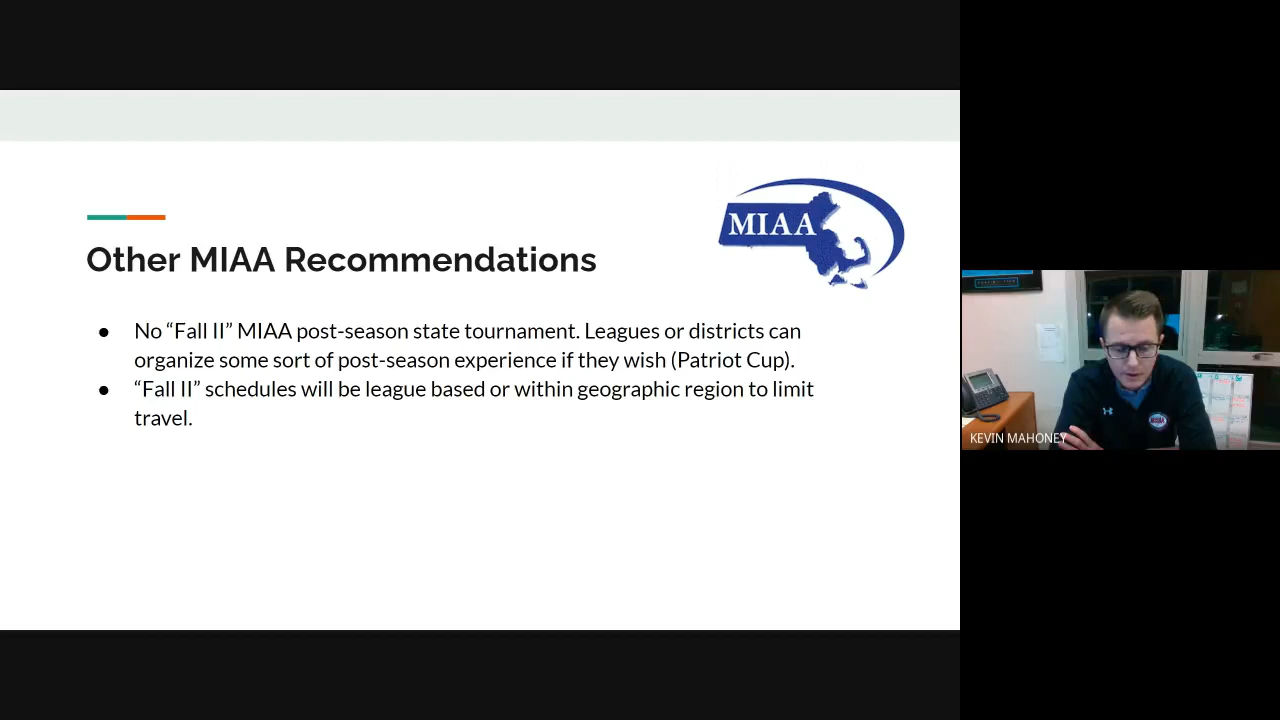 MIAA
Other MIAA Recommendations
● No “Fall II” MIAA post-season state tournament. Leagues or districts can
organize some sort of post-season experience if they wish (Patriot Cup).
● “Fall II” schedules will be league based or within geographic region to limit
travel.
KEVIN MAHONEY